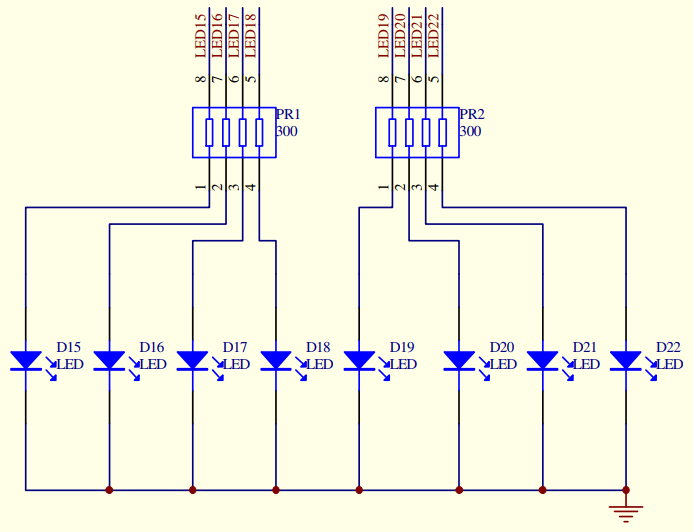 LED15
LED16
LED17
LED18
LED19
LED20
LED21
LED22
8 7 6 5
8 7 6 5
PR1
300
PR2
300
1 2 3 4
1 2 3 4
D15
LED
D16
LED
D17
LED
D18
LED
D19
LED
D20
LED
D21
LED
D22
LED